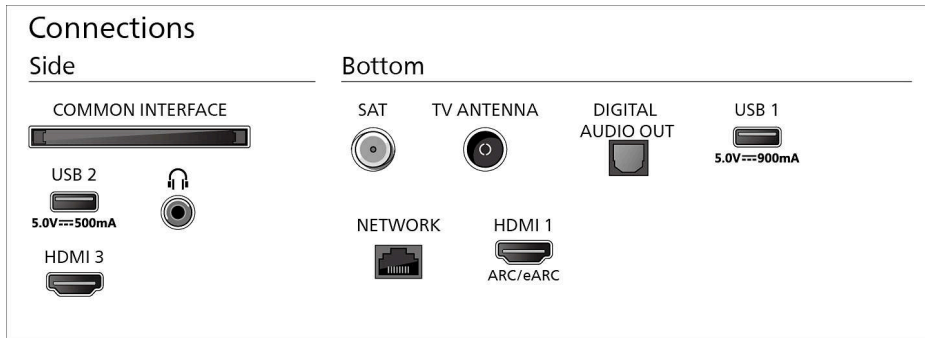 Connections
Side
COMMON INTERFACE
USB 2
5.0V⎓500mA
HDMI 3
Bottom
SAT
TV ANTENNA
DIGITAL
AUDIO OUT
USB 1
5.0V⎓900mA
NETWORK
HDMI 1
ARC/eARC